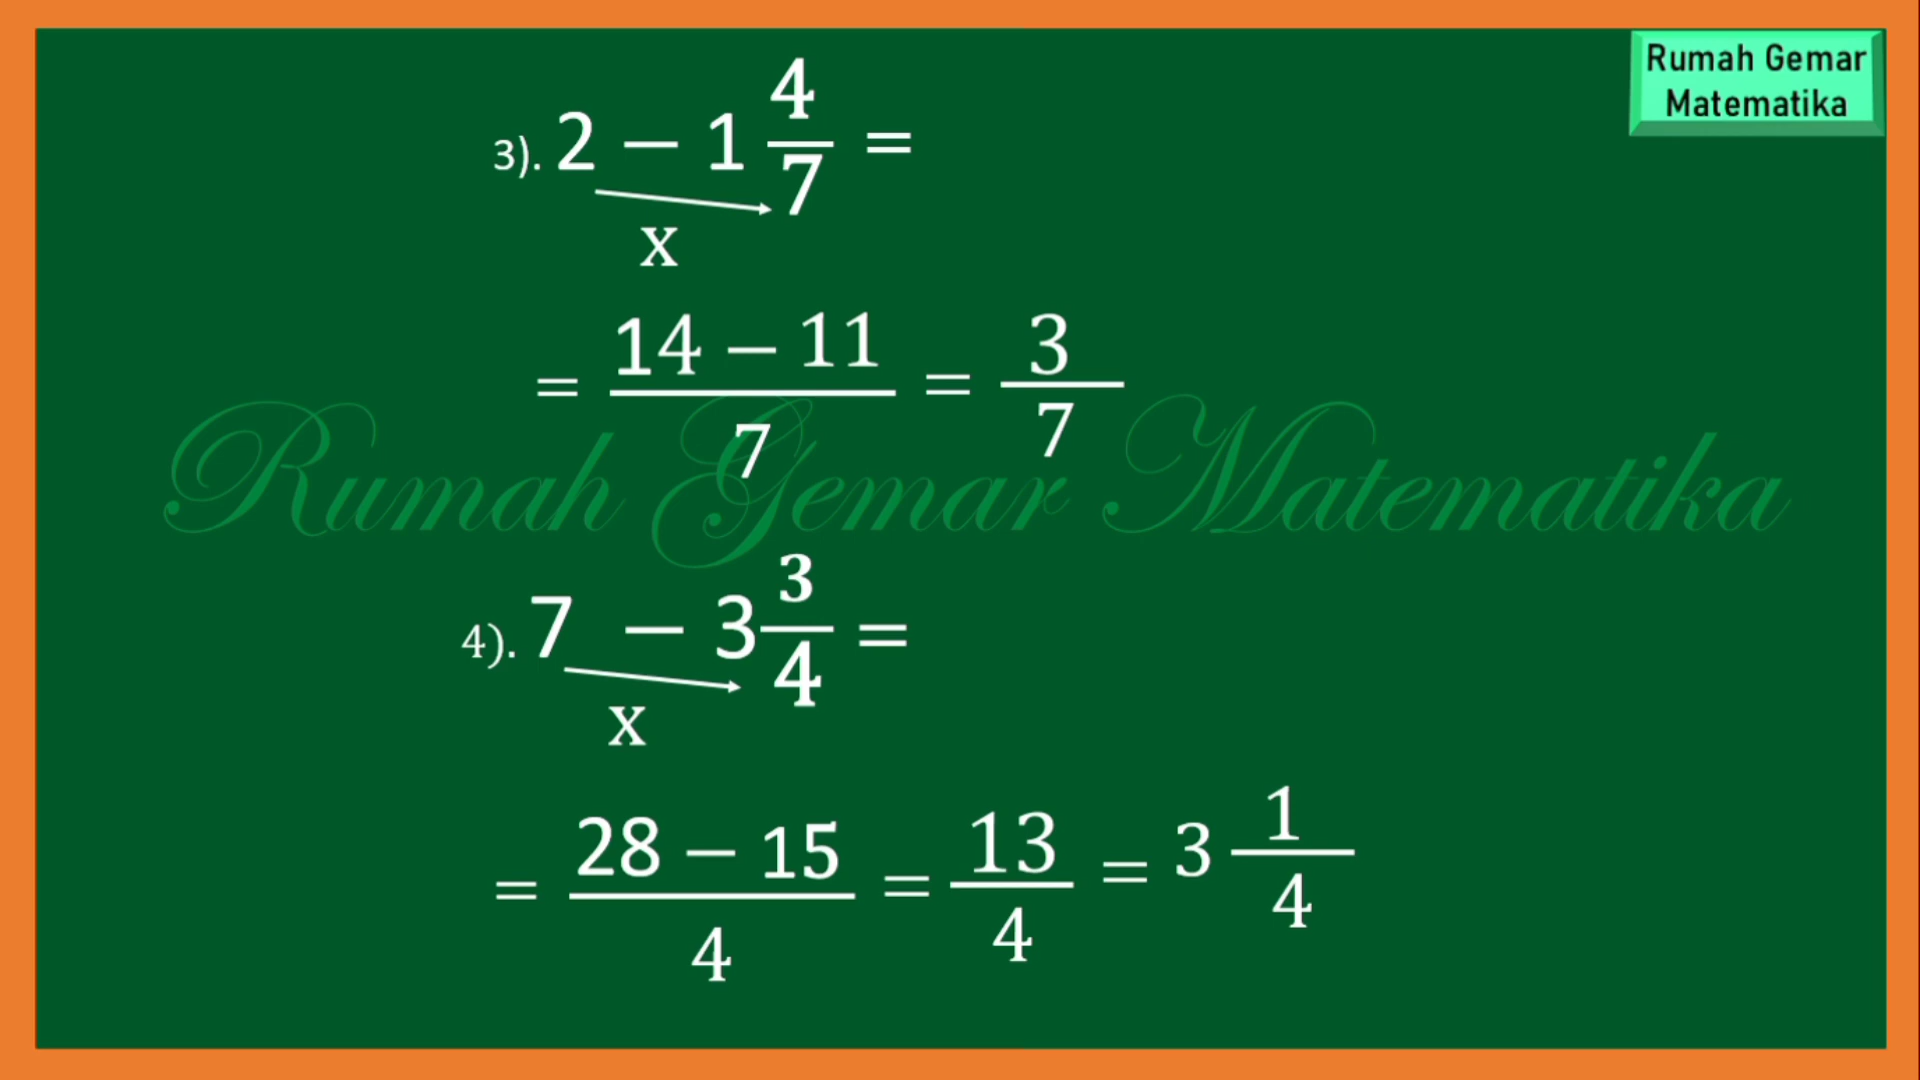 Rumah Gemar
Matematika
3). 2 − 1 4/7 =
x
= 14 − 11 / 7 = 3/7
Rumah Gemar Matematika
4). 7 − 3 3/4 =
x
= 28 − 15 / 4 = 13/4 = 3 1/4